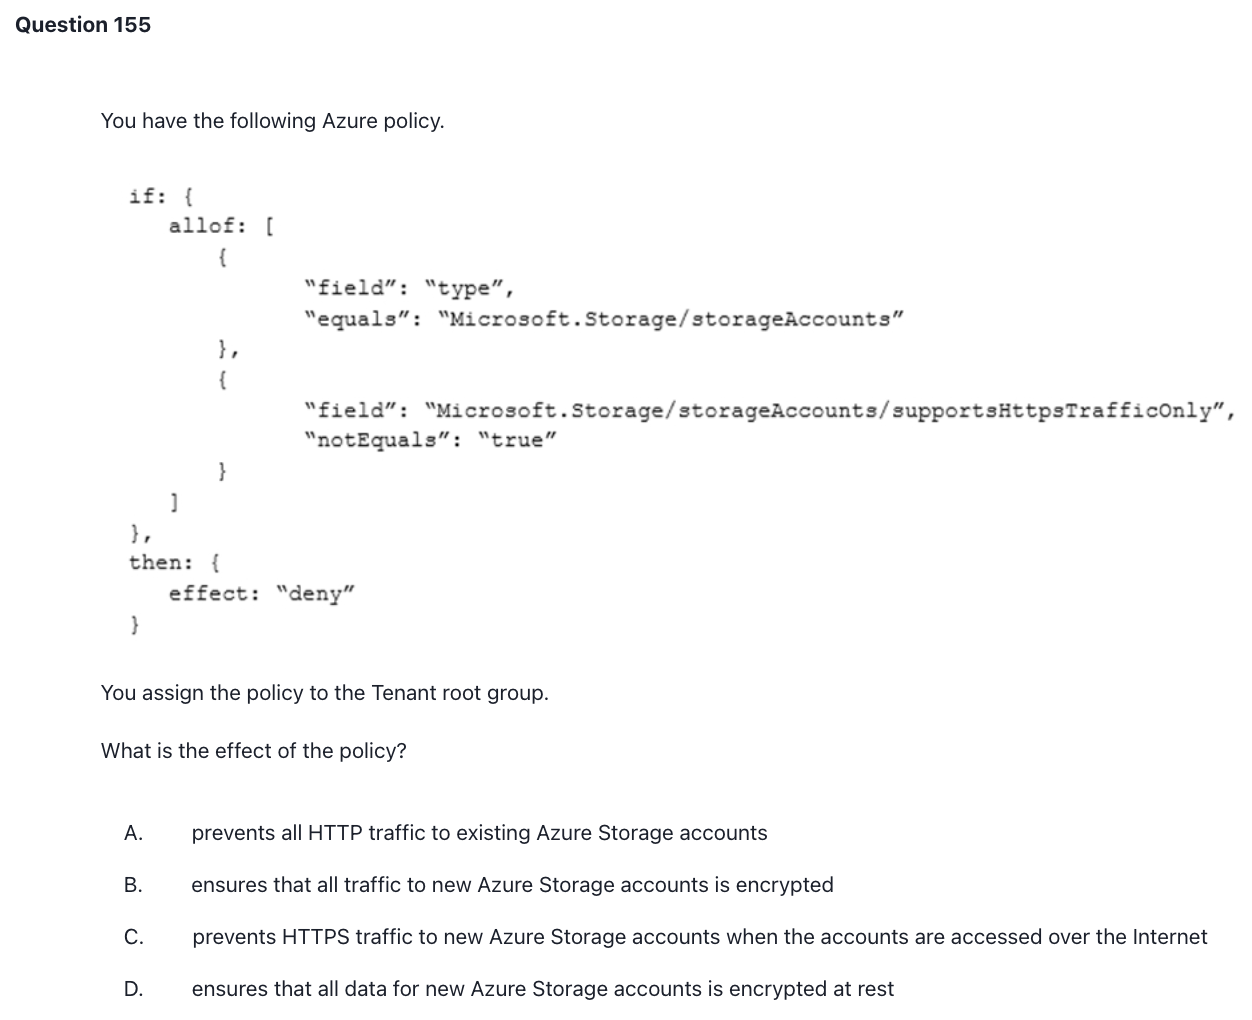 Question 155
You have the following Azure policy.
if: {
allof: [
{
“field”: “type”,
“equals”: “Microsoft.Storage/storageAccounts”
},
{
“field”: “Microsoft.Storage/storageAccounts/supportsHttpsTrafficOnly”,
“notEquals”: “true”
}
]
},
then: {
effect: “deny”
}
You assign the policy to the Tenant root group.
What is the effect of the policy?
A. prevents all HTTP traffic to existing Azure Storage accounts
B. ensures that all traffic to new Azure Storage accounts is encrypted
C. prevents HTTPS traffic to new Azure Storage accounts when the accounts are accessed over the Internet
D. ensures that all data for new Azure Storage accounts is encrypted at rest